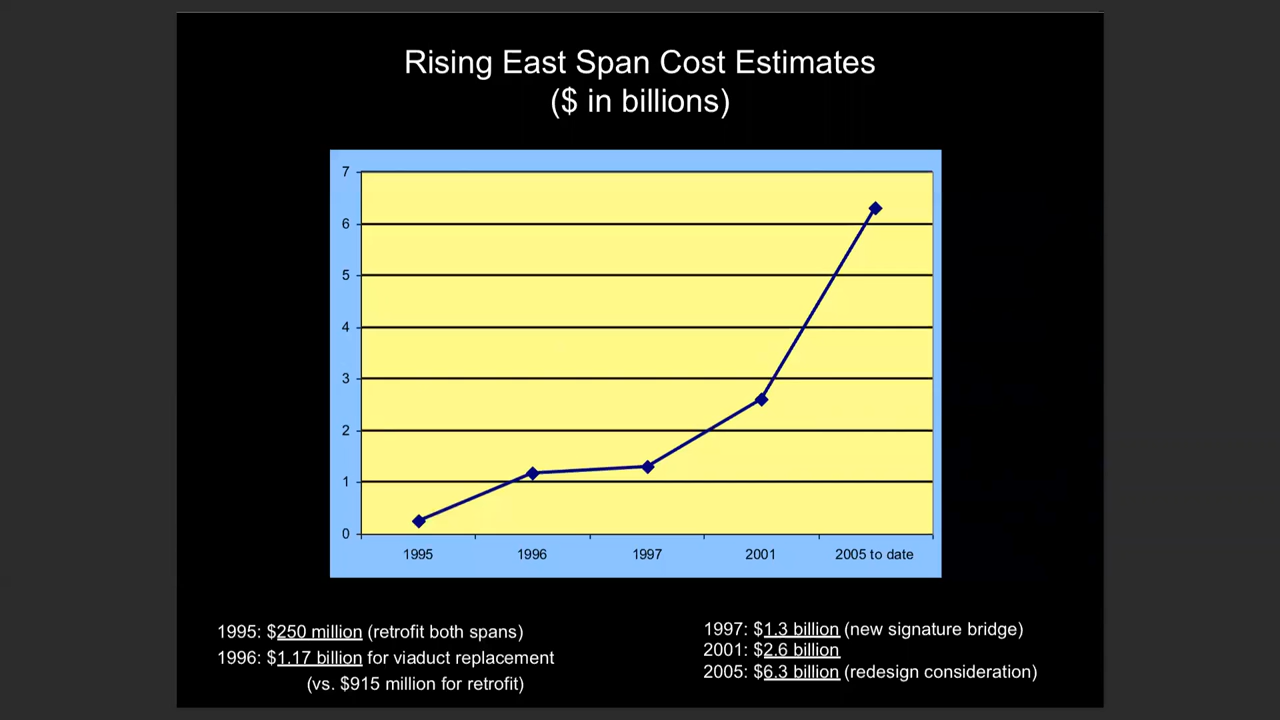 Rising East Span Cost Estimates
($ in billions)
7
6
5
4
3
2
1
0
1995 1996 1997 2001 2005 to date
1995: $250 million (retrofit both spans)
1996: $1.17 billion for viaduct replacement
(vs. $915 million for retrofit)
1997: $1.3 billion (new signature bridge)
2001: $2.6 billion
2005: $6.3 billion (redesign consideration)